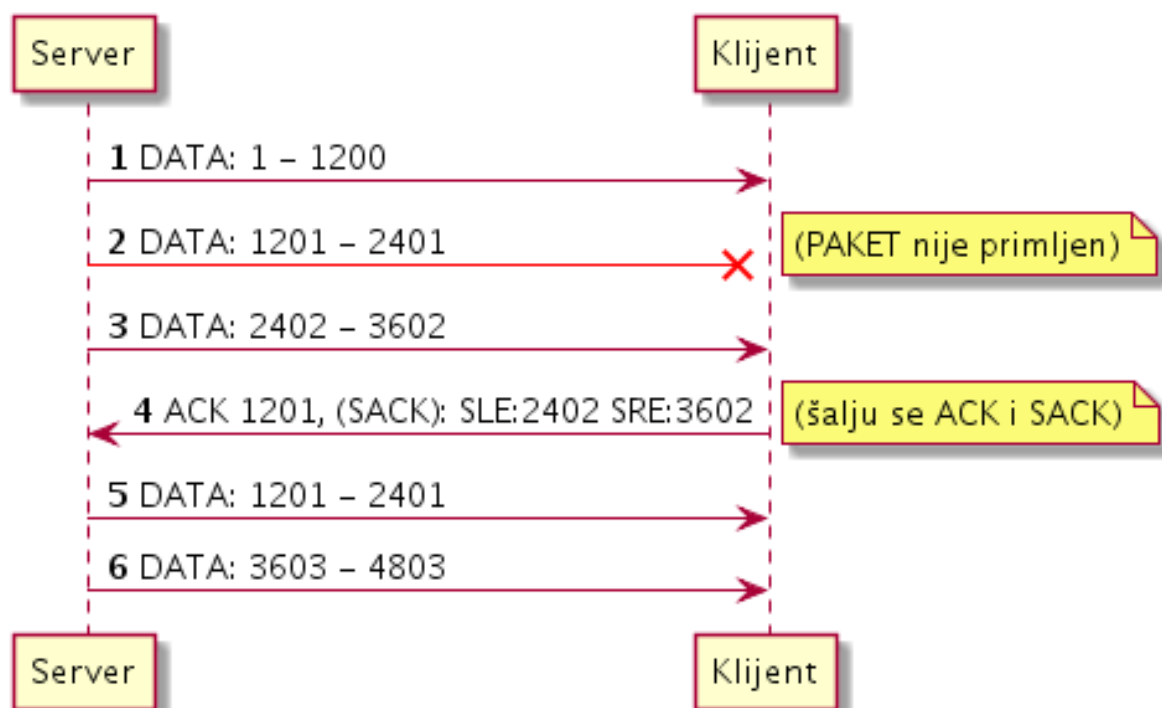 Server Klijent
1 DATA: 1 – 1200
2 DATA: 1201 – 2401
(PAKET nije primljen)
3 DATA: 2402 – 3602
4 ACK 1201, (SACK): SLE:2402 SRE:3602
(šalju se ACK i SACK)
5 DATA: 1201 – 2401
6 DATA: 3603 – 4803
Server Klijent